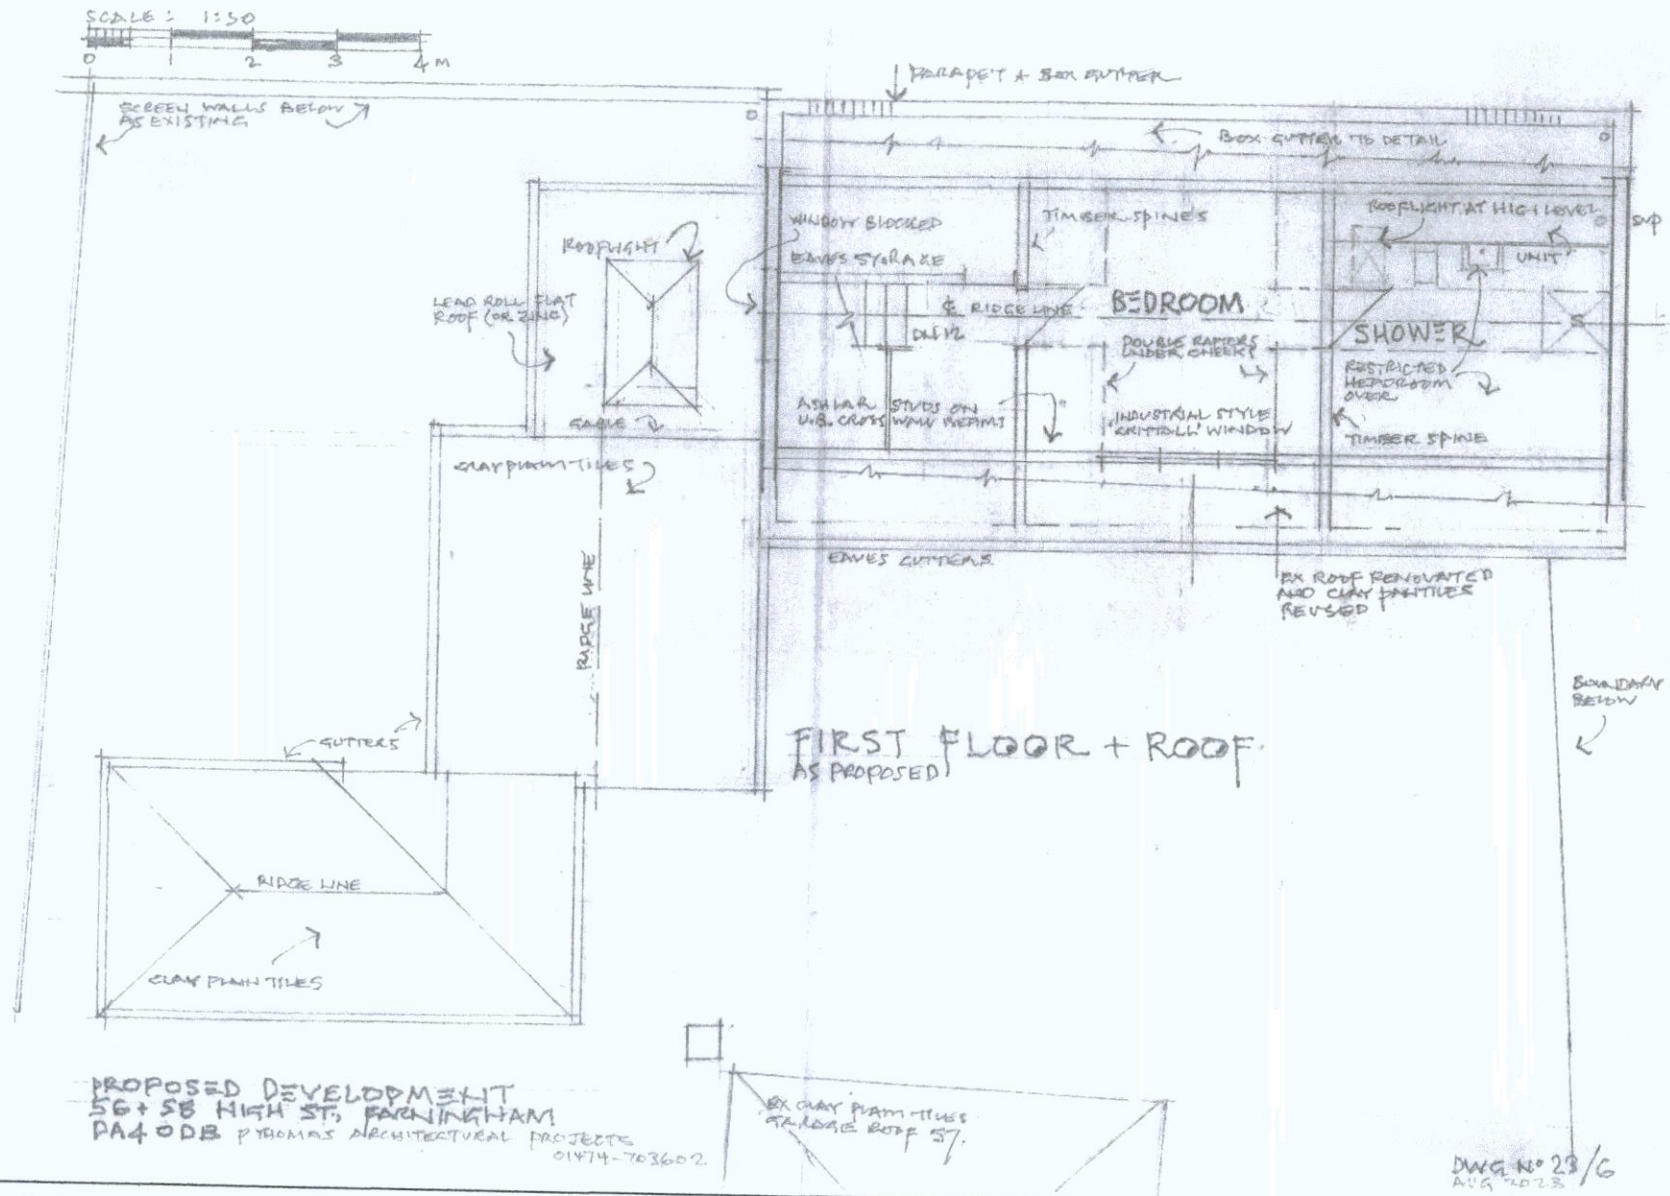 SCALE: 1:50
0 1 2 3 4 M
SCREEN WALLS BELOW
AS EXISTING
PARAPET + BOX GUTTER
BOX GUTTER TO DETAIL
WINDOW BLOCKED
EAVES STORAGE
TIMBER SPINES
ROOFLIGHT AT HIGH LEVEL
SVP
UNIT
ROOFLIGHT
LEAD ROLL FLAT
ROOF (OR ZINC)
RIDGE LINE
DN 12
BEDROOM
SHOWER
S
DOUBLE RAFTERS
UNDER CHEEKS
RESTRICTED
HEADROOM
OVER
ASHLAR STUDS ON
U.B. CROSS WALL BEAMS
INDUSTRIAL STYLE
'CRITTALL' WINDOW
TIMBER SPINE
GABLE
CLAY PLAIN TILES
RIDGE LINE
EAVES GUTTERS
EX ROOF RENOVATED
AND CLAY PANTILES
REUSED
BOUNDARY
BELOW
GUTTERS
FIRST FLOOR + ROOF
AS PROPOSED
RIDGE LINE
CLAY PLAIN TILES
PROPOSED DEVELOPMENT
56 + 58 HIGH ST, FARNINGHAM
DA4 0DB P THOMAS ARCHITECTURAL PROJECTS
01474-703602
EX CLAY PLAIN TILES
GARAGE ROOF 57.
DWG No 23/6
AUG 2023